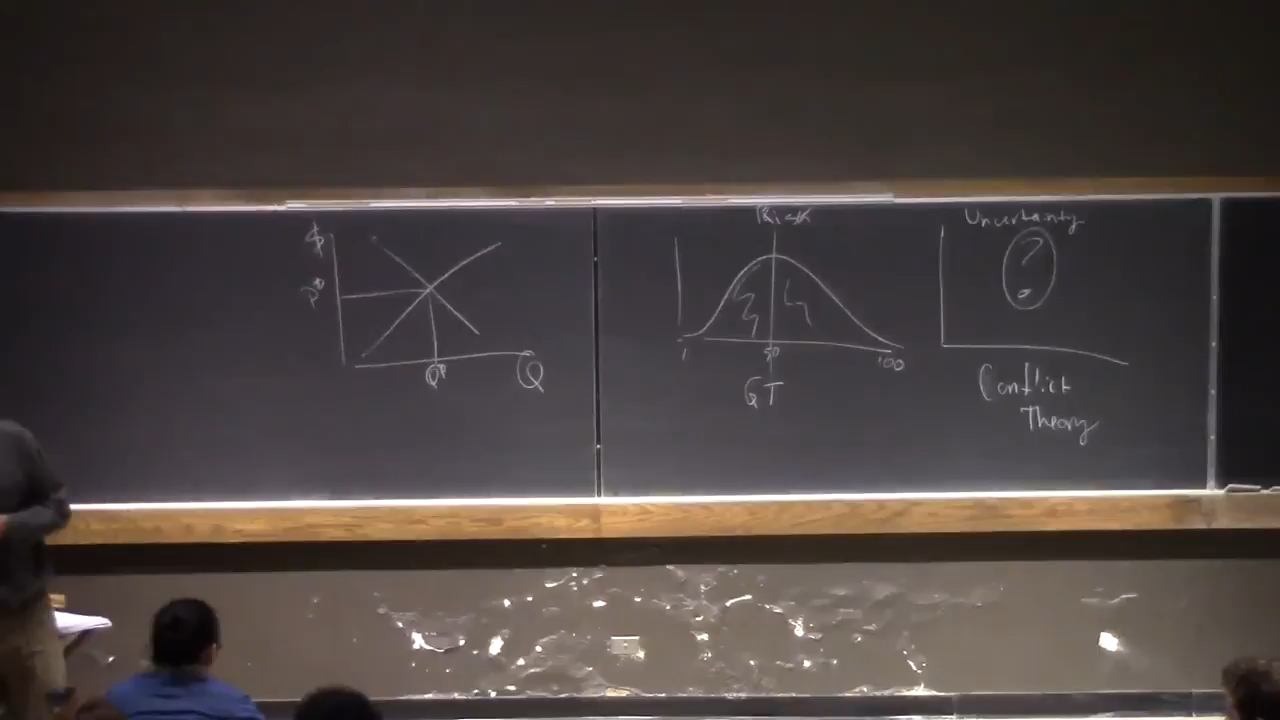 $
P*
Q*
Q
Risk
1
50
100
GT
Uncertainty
?
Conflict
Theory